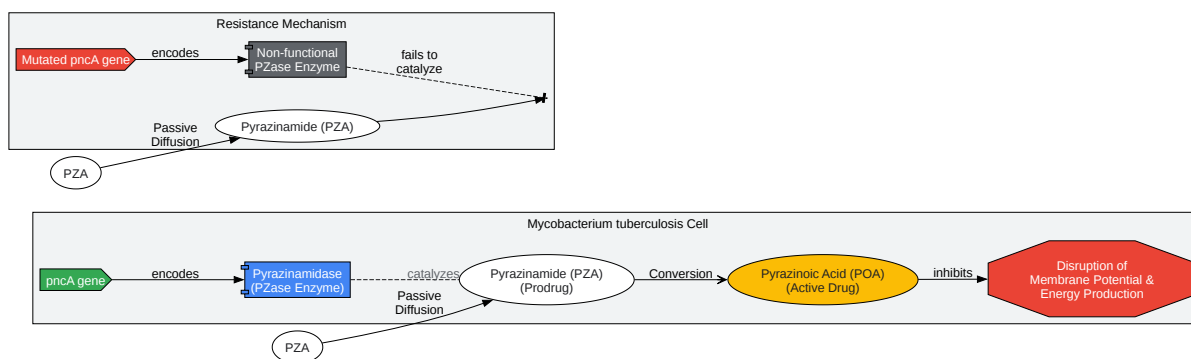 Resistance Mechanism
Mutated pncA gene
encodes
Non-functional
PZase Enzyme
fails to
catalyze
Passive
Diffusion
Pyrazinamide (PZA)
PZA
Mycobacterium tuberculosis Cell
pncA gene
encodes
Pyrazinamidase
(PZase Enzyme)
catalyzes
Pyrazinamide (PZA)
(Prodrug)
Conversion
Pyrazinoic Acid (POA)
(Active Drug)
inhibits
Disruption of
Membrane Potential &
Energy Production
Passive
Diffusion
PZA